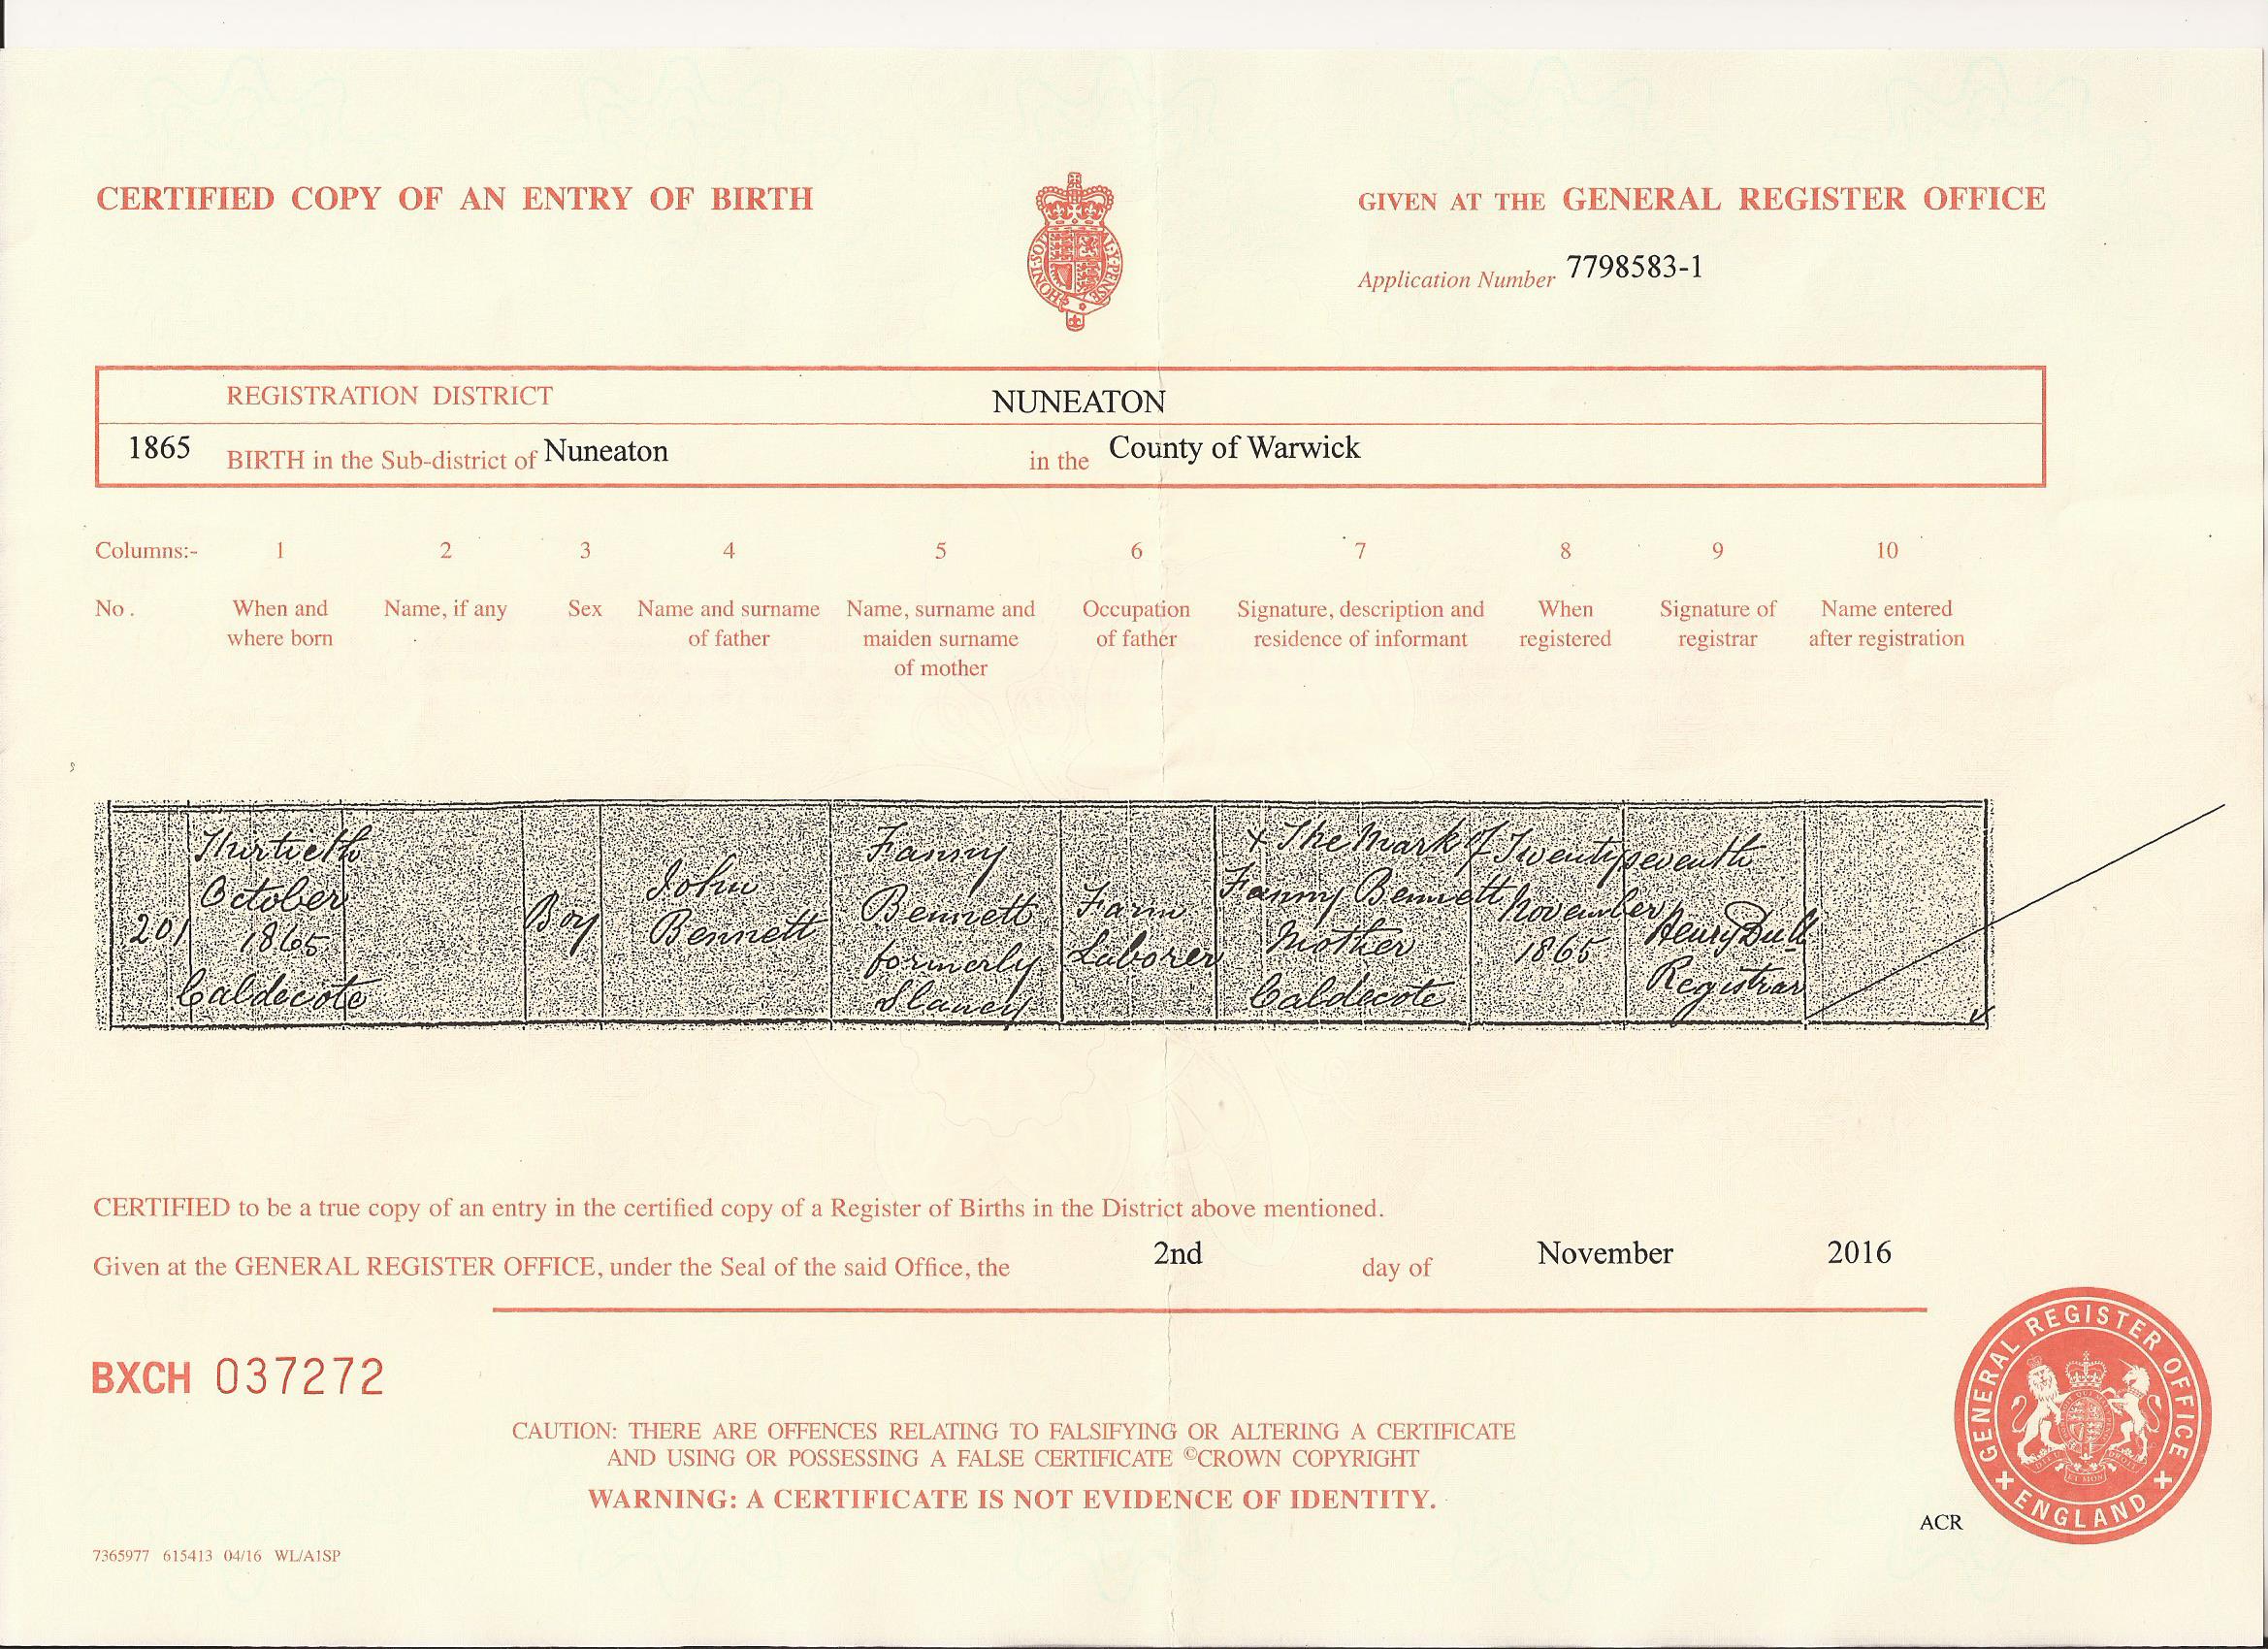 CERTIFIED COPY OF AN ENTRY OF BIRTH
GIVEN AT THE GENERAL REGISTER OFFICE
HONI·SOIT Y·PENSE
Application Number 7798583-1
REGISTRATION DISTRICT NUNEATON
1865 BIRTH in the Sub-district of Nuneaton in the County of Warwick
Columns:- 1 2 3 4 5 6 7 8 9 10
No. When and Name, if any Sex Name and surname Name, surname and Occupation Signature, description and When Signature of Name entered
where born of father maiden surname of father residence of informant registered registrar after registration
of mother
201
Thirtieth
October
1865
Caldecote
Boy
John
Bennett
Fanny
Bennett
formerly
Slaney
Farm
Laborer
X The Mark of
Fanny Bennett
Mother
Caldecote
Twentyseventh
November
1865
Henry
Registrar
CERTIFIED to be a true copy of an entry in the certified copy of a Register of Births in the District above mentioned.
Given at the GENERAL REGISTER OFFICE, under the Seal of the said Office, the 2nd day of November 2016
BXCH 037272
CAUTION: THERE ARE OFFENCES RELATING TO FALSIFYING OR ALTERING A CERTIFICATE
AND USING OR POSSESSING A FALSE CERTIFICATE ©CROWN COPYRIGHT
WARNING: A CERTIFICATE IS NOT EVIDENCE OF IDENTITY.
GENERAL REGISTER OFFICE
+ ENGLAND +
ACR
7365977 615413 04/16 WL/A1SP